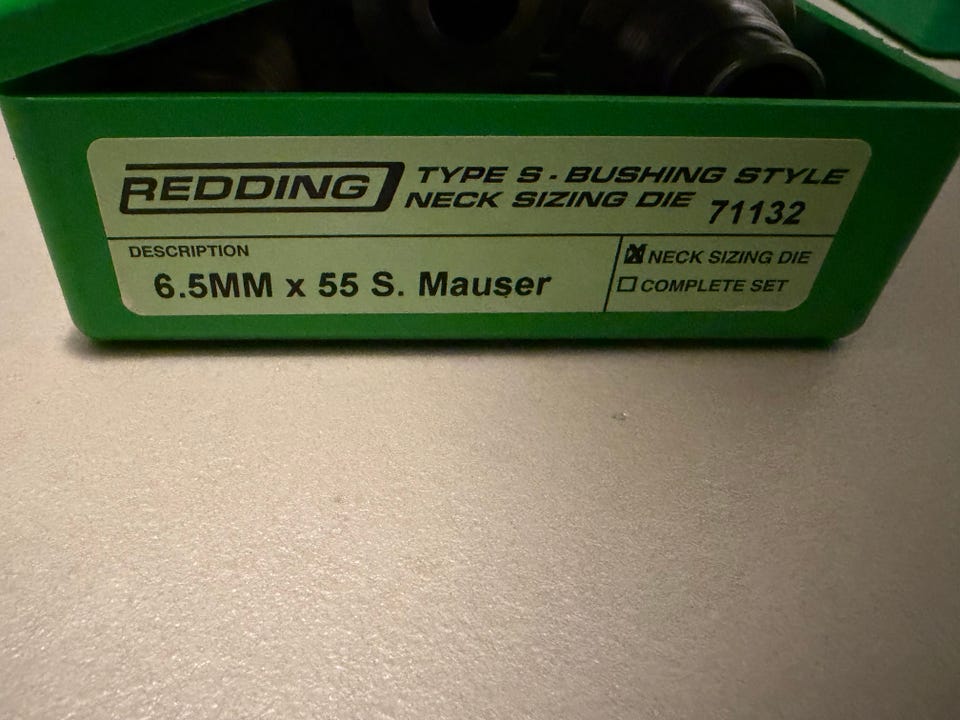 REDDING
TYPE S - BUSHING STYLE
NECK SIZING DIE 71132
DESCRIPTION
6.5MM x 55 S. Mauser
NECK SIZING DIE
COMPLETE SET